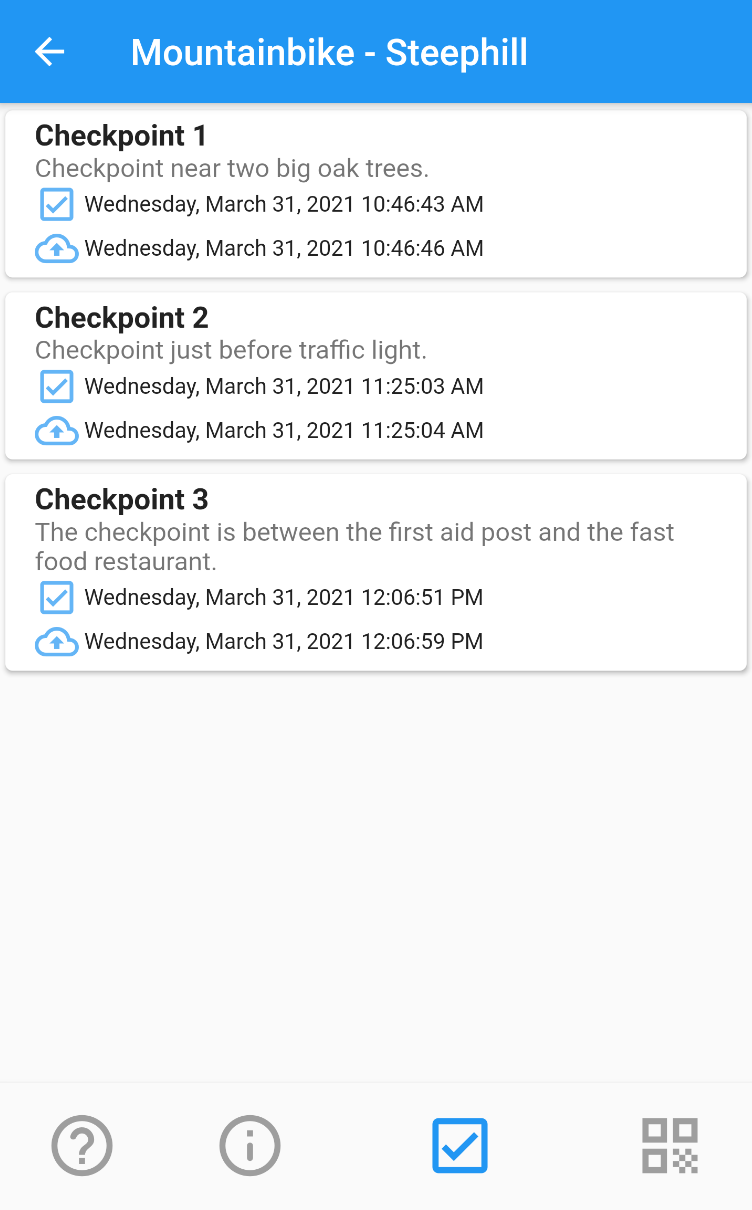 Mountainbike - Steephill
Checkpoint 1
Checkpoint near two big oak trees.
Wednesday, March 31, 2021 10:46:43 AM
Wednesday, March 31, 2021 10:46:46 AM
Checkpoint 2
Checkpoint just before traffic light.
Wednesday, March 31, 2021 11:25:03 AM
Wednesday, March 31, 2021 11:25:04 AM
Checkpoint 3
The checkpoint is between the first aid post and the fast
food restaurant.
Wednesday, March 31, 2021 12:06:51 PM
Wednesday, March 31, 2021 12:06:59 PM